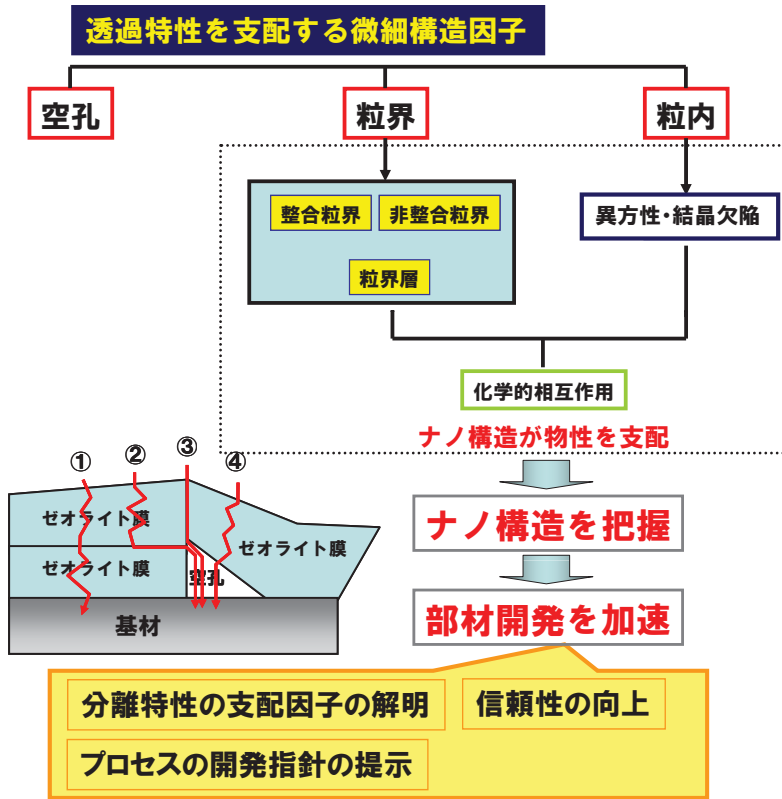 透過特性を支配する微細構造因子
空孔
粒界
粒内
整合粒界
非整合粒界
粒界層
異方性・結晶欠陥
化学的相互作用
ナノ構造が物性を支配
①
②
③
④
ゼオライト膜
ゼオライト膜
ゼオライト膜
空孔
基材
ナノ構造を把握
部材開発を加速
分離特性の支配因子の解明
信頼性の向上
プロセスの開発指針の提示